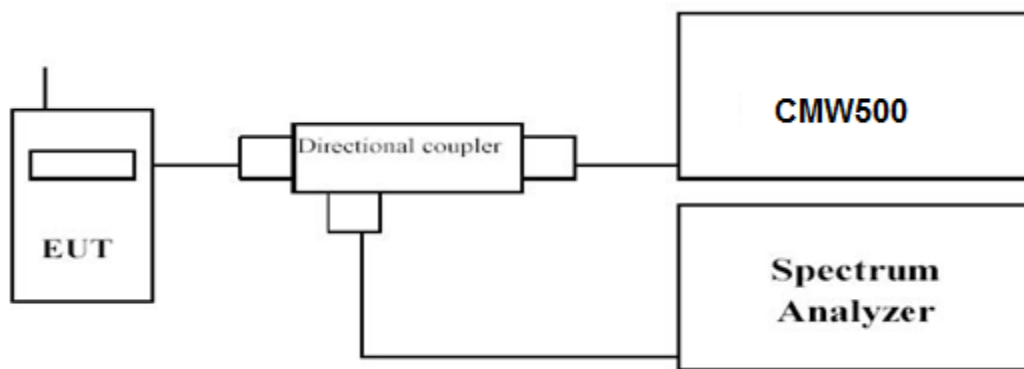 CMW500
Directional coupler
EUT
Spectrum
Analyzer